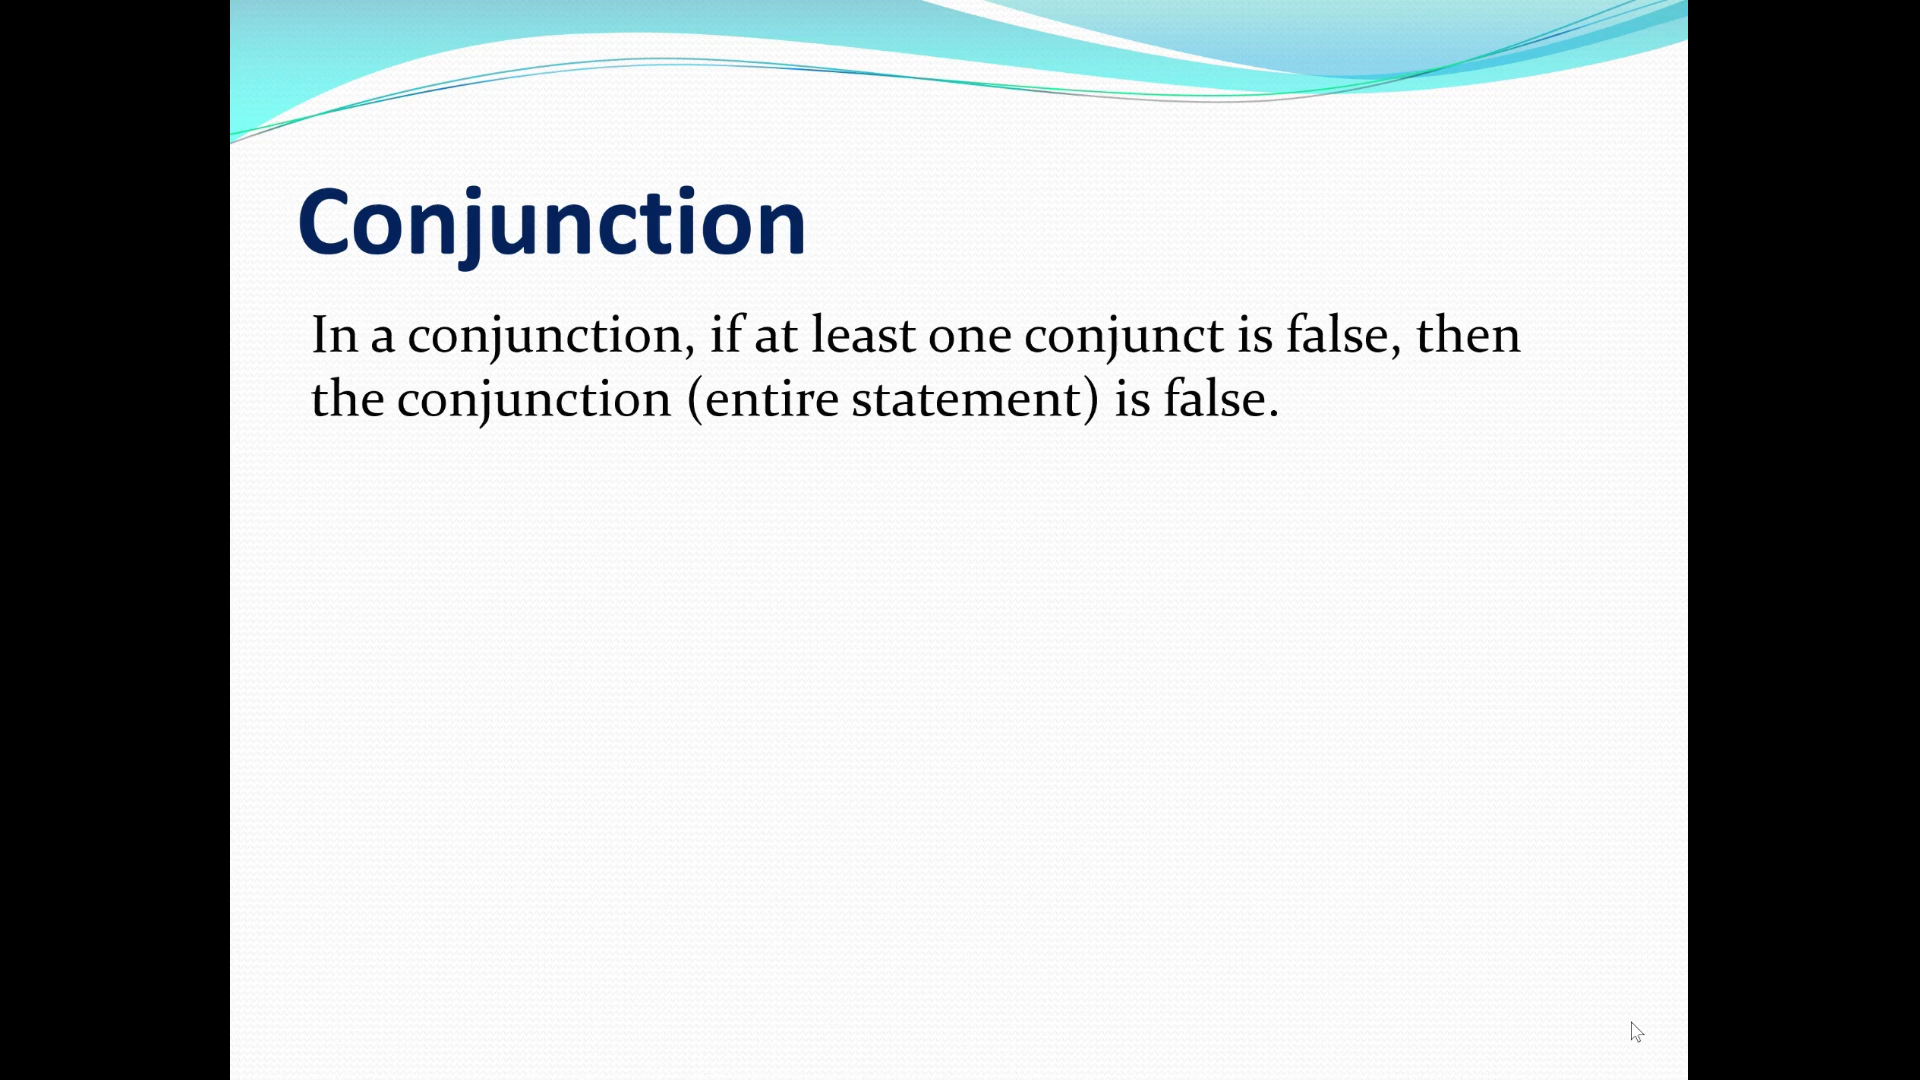 Conjunction
In a conjunction, if at least one conjunct is false, then
the conjunction (entire statement) is false.